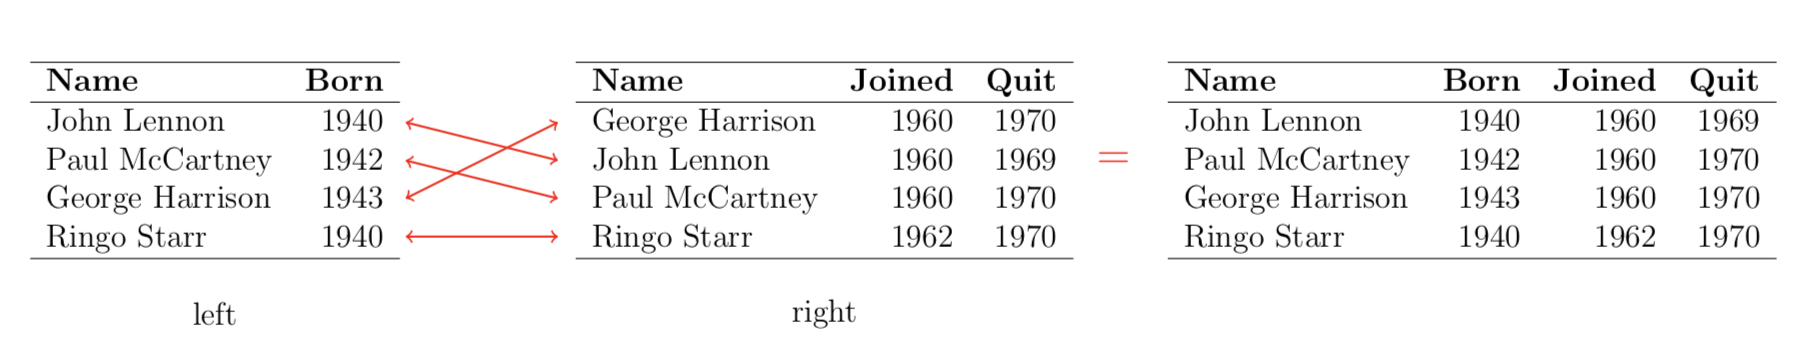 Name Born Name Joined Quit Name Born Joined Quit
John Lennon 1940 George Harrison 1960 1970 John Lennon 1940 1960 1969
Paul McCartney 1942 John Lennon 1960 1969 = Paul McCartney 1942 1960 1970
George Harrison 1943 Paul McCartney 1960 1970 George Harrison 1943 1960 1970
Ringo Starr 1940 Ringo Starr 1962 1970 Ringo Starr 1940 1962 1970
left right